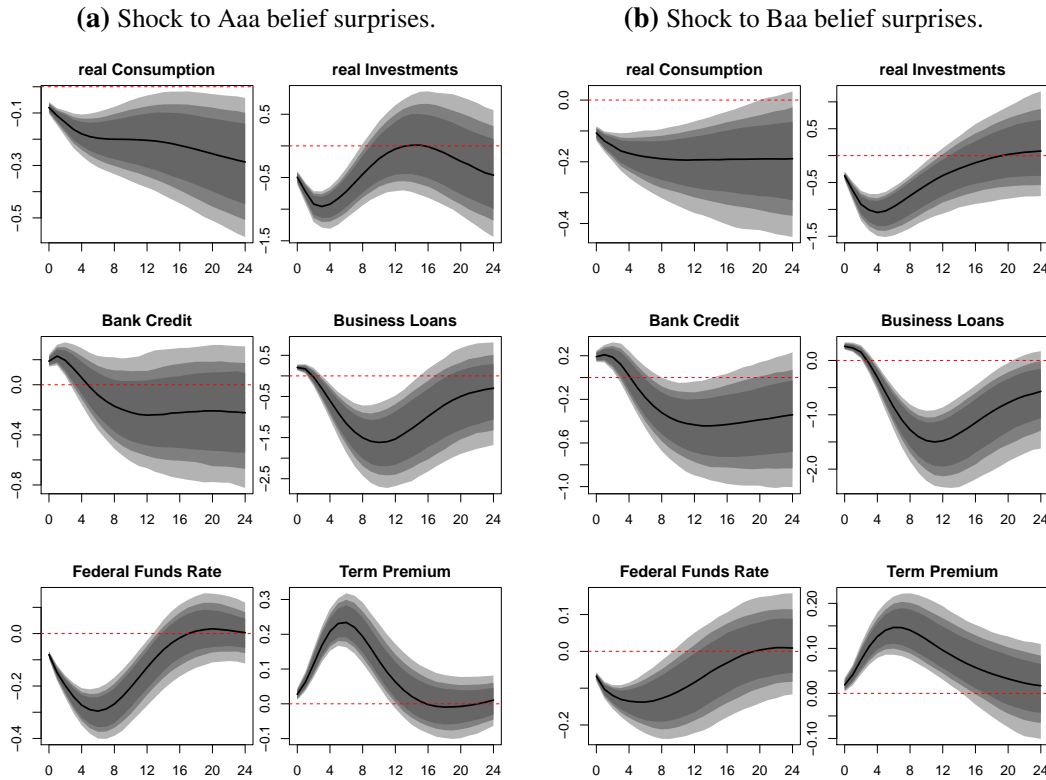 (a) Shock to Aaa belief surprises.
(b) Shock to Baa belief surprises.
real Consumption
real Investments
real Consumption
real Investments
−0.1
−0.3
−0.5
0.5
−0.5
−1.5
0.0
−0.2
−0.4
0.5
−0.5
−1.5
0 4 8 12 16 20 24
0 4 8 12 16 20 24
0 4 8 12 16 20 24
0 4 8 12 16 20 24
Bank Credit
Business Loans
Bank Credit
Business Loans
0.0
−0.4
−0.8
0.5
−0.5
−1.5
−2.5
0.2
−0.2
−0.6
−1.0
0.0
−1.0
−2.0
0 4 8 12 16 20 24
0 4 8 12 16 20 24
0 4 8 12 16 20 24
0 4 8 12 16 20 24
Federal Funds Rate
Term Premium
Federal Funds Rate
Term Premium
0.0
−0.2
−0.4
0.3
0.2
0.1
0.0
−0.1
0.1
0.0
−0.2
0.20
0.10
0.00
−0.10
0 4 8 12 16 20 24
0 4 8 12 16 20 24
0 4 8 12 16 20 24
0 4 8 12 16 20 24